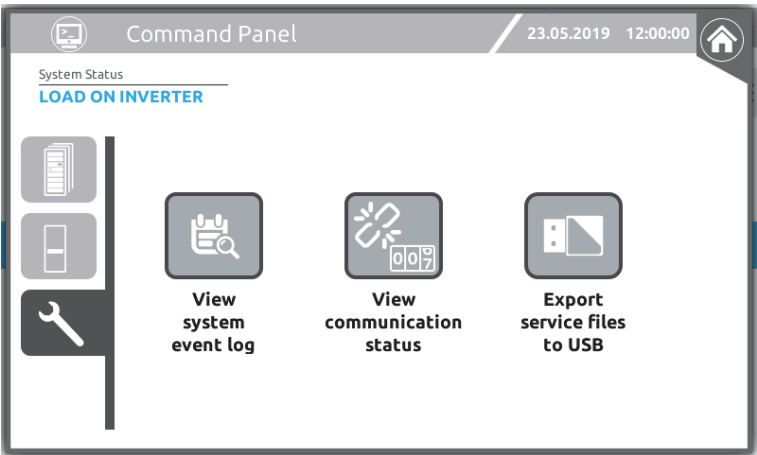 Command Panel
23.05.2019 12:00:00
System Status
LOAD ON INVERTER
007
View
system
event log
View
communication
status
Export
service files
to USB